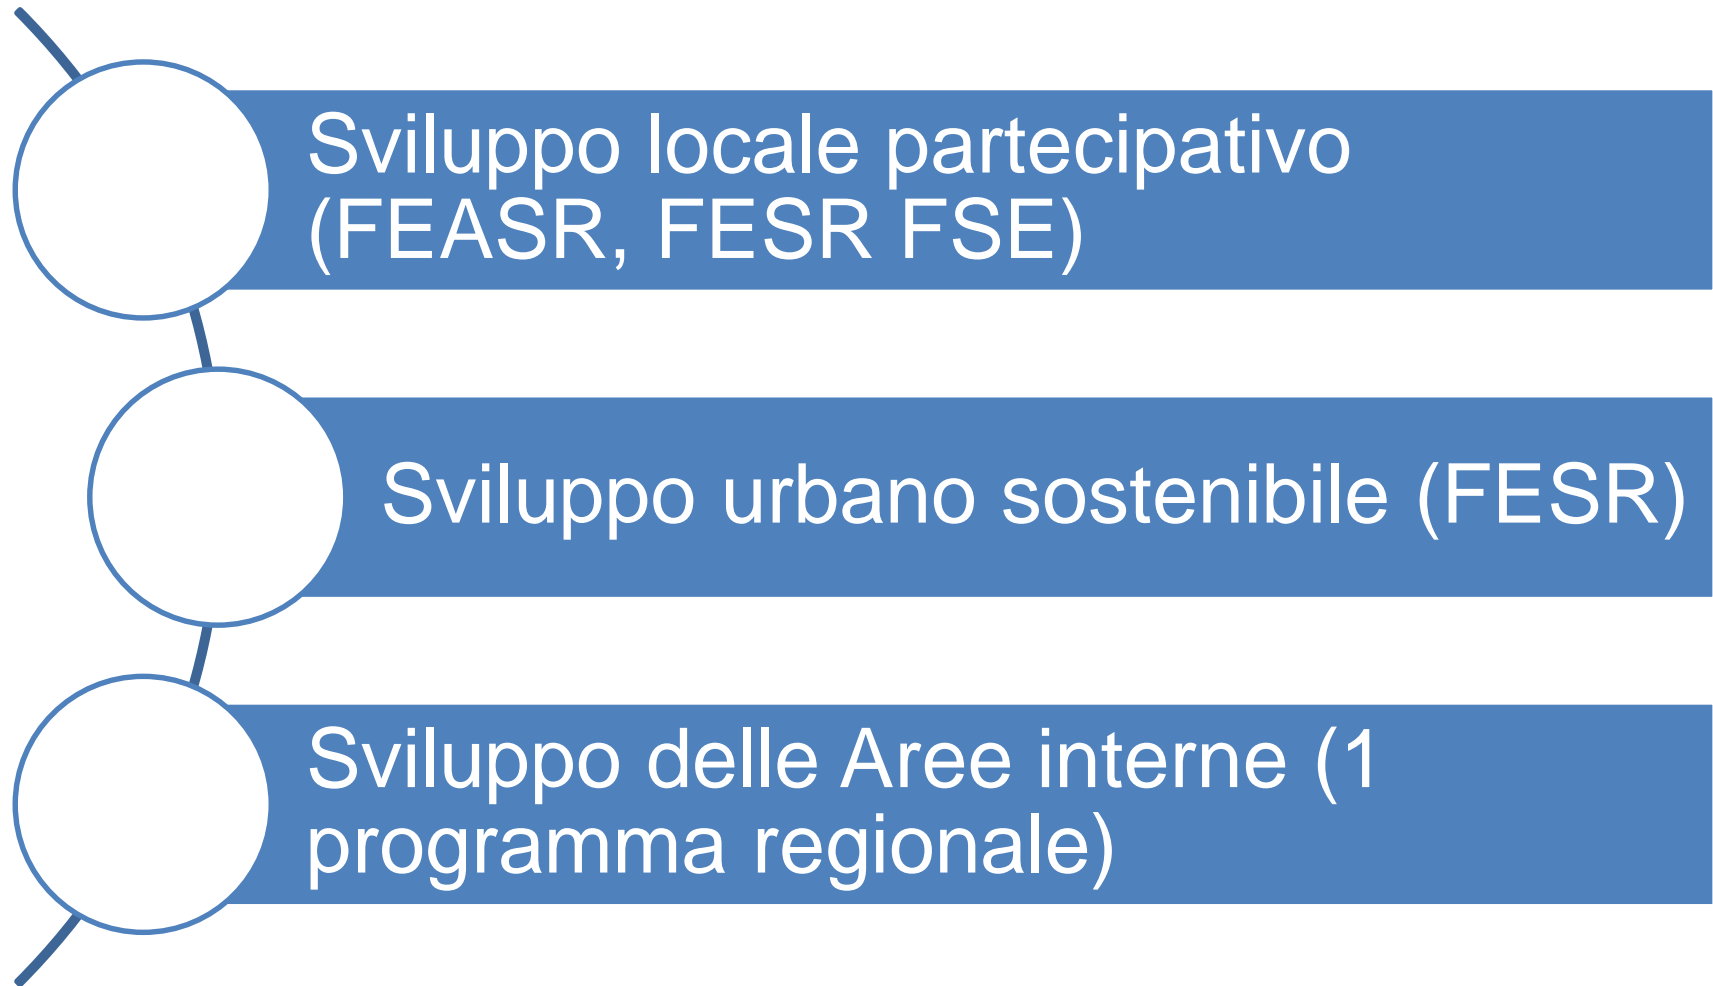 Sviluppo locale partecipativo
(FEASR, FESR FSE)
Sviluppo urbano sostenibile (FESR)
Sviluppo delle Aree interne (1
programma regionale)